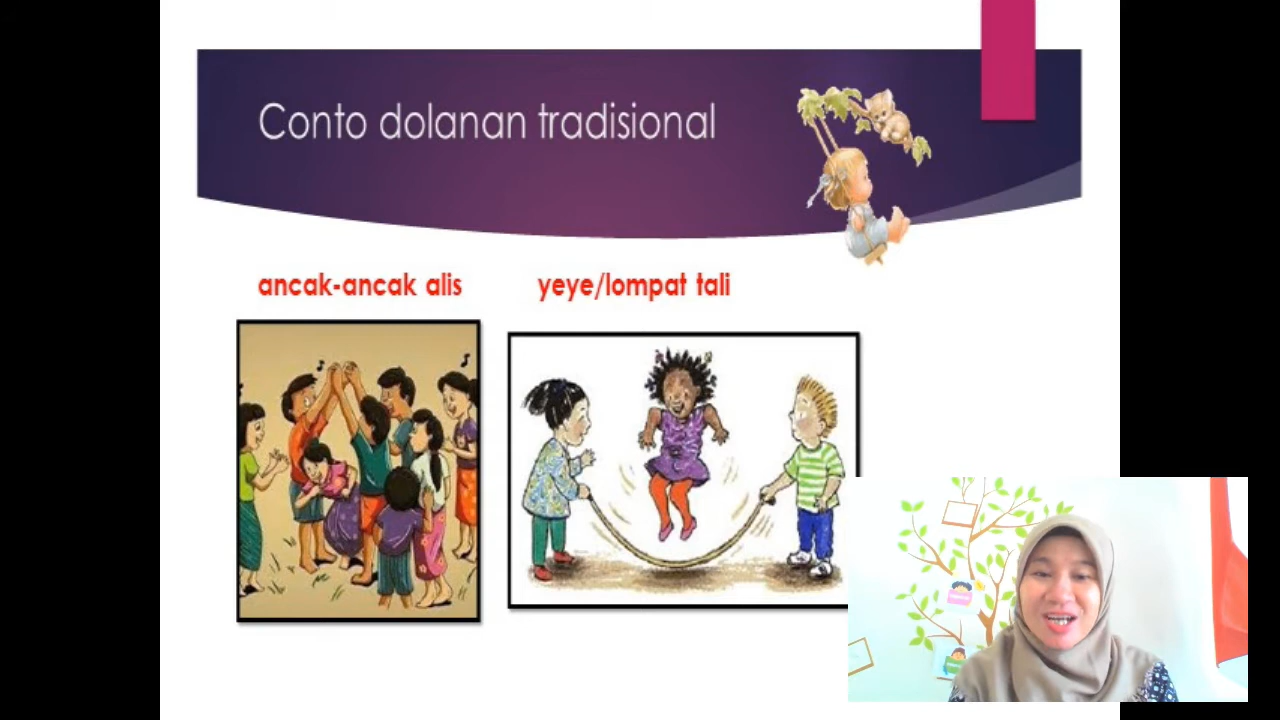 Conto dolanan tradisional
ancak-ancak alis
yeye/lompat tali